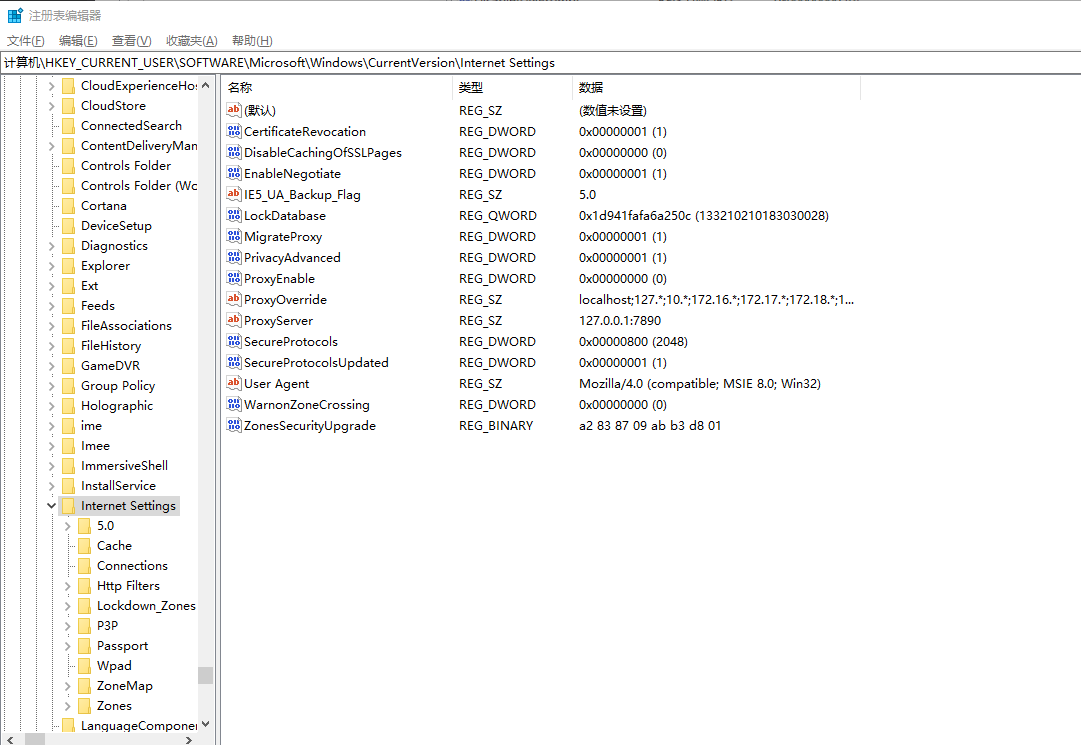 注册表编辑器
文件(F) 编辑(E) 查看(V) 收藏夹(A) 帮助(H)
计算机\HKEY_CURRENT_USER\SOFTWARE\Microsoft\Windows\CurrentVersion\Internet Settings
CloudExperienceHos
CloudStore
ConnectedSearch
ContentDeliveryMan
Controls Folder
Controls Folder (Wo
Cortana
DeviceSetup
Diagnostics
Explorer
Ext
Feeds
FileAssociations
FileHistory
GameDVR
Group Policy
Holographic
ime
Imee
ImmersiveShell
InstallService
Internet Settings
5.0
Cache
Connections
Http Filters
Lockdown_Zones
P3P
Passport
Wpad
ZoneMap
Zones
LanguageComponer
名称 类型 数据
ab (默认) REG_SZ (数值未设置)
CertificateRevocation REG_DWORD 0x00000001 (1)
DisableCachingOfSSLPages REG_DWORD 0x00000000 (0)
EnableNegotiate REG_DWORD 0x00000001 (1)
ab IE5_UA_Backup_Flag REG_SZ 5.0
LockDatabase REG_QWORD 0x1d941fafa6a250c (133210210183030028)
MigrateProxy REG_DWORD 0x00000001 (1)
PrivacyAdvanced REG_DWORD 0x00000001 (1)
ProxyEnable REG_DWORD 0x00000000 (0)
ab ProxyOverride REG_SZ localhost;127.*;10.*;172.16.*;172.17.*;172.18.*;1...
ab ProxyServer REG_SZ 127.0.0.1:7890
SecureProtocols REG_DWORD 0x00000800 (2048)
SecureProtocolsUpdated REG_DWORD 0x00000001 (1)
ab User Agent REG_SZ Mozilla/4.0 (compatible; MSIE 8.0; Win32)
WarnonZoneCrossing REG_DWORD 0x00000000 (0)
ZonesSecurityUpgrade REG_BINARY a2 83 87 09 ab b3 d8 01